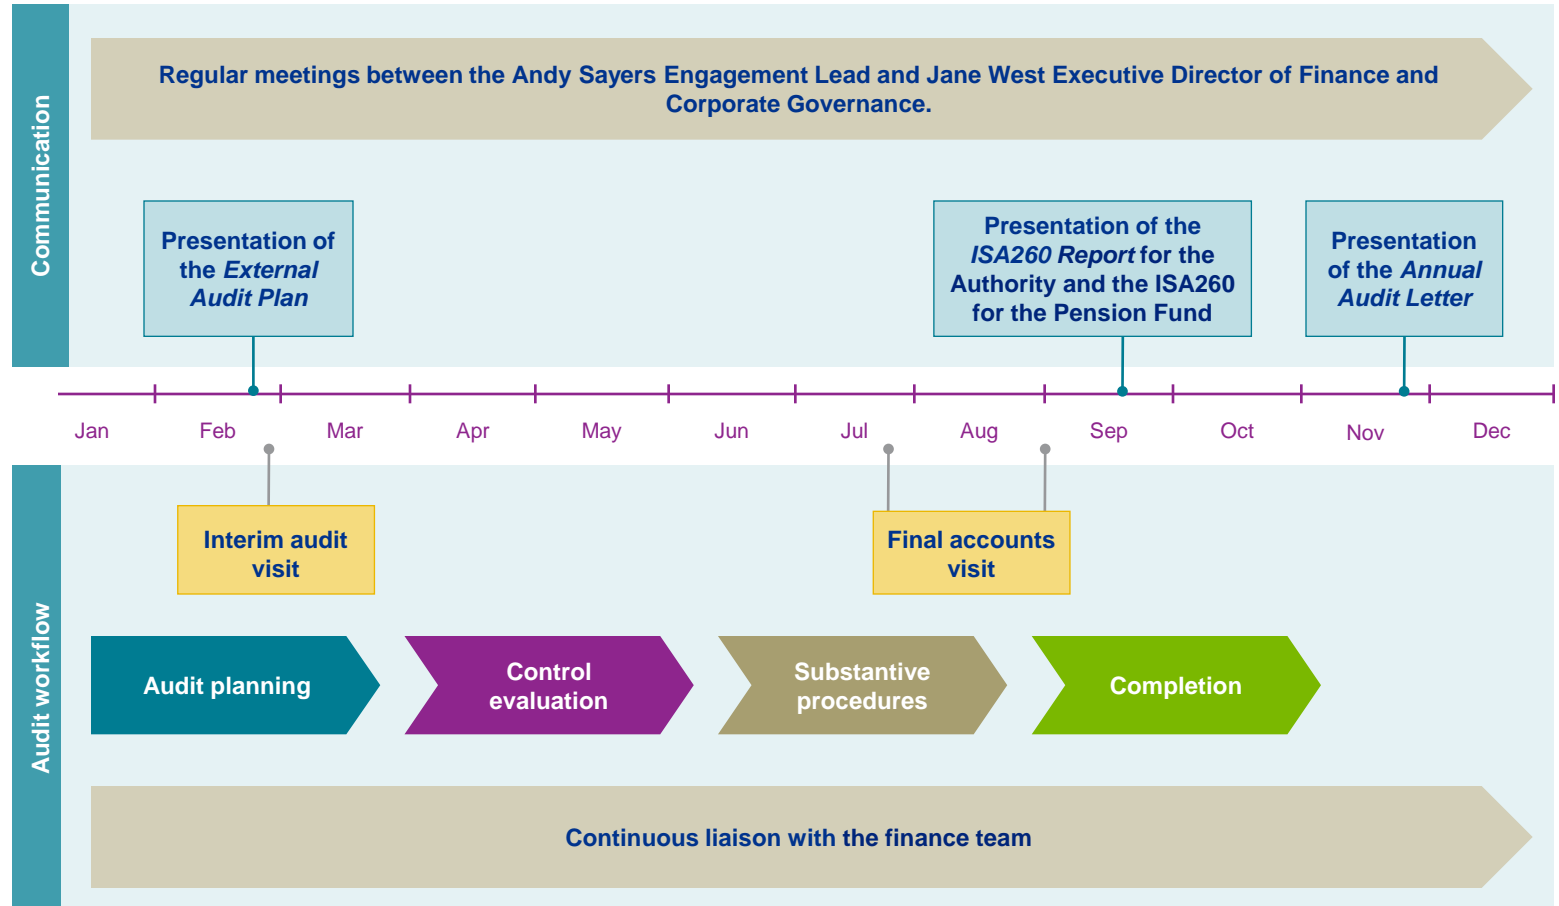 Communication
Regular meetings between the Andy Sayers Engagement Lead and Jane West Executive Director of Finance and
Corporate Governance.
Presentation of
the External
Audit Plan
Presentation of the
ISA260 Report for the
Authority and the ISA260
for the Pension Fund
Presentation
of the Annual
Audit Letter
Jan Feb Mar Apr May Jun Jul Aug Sep Oct Nov Dec
Audit workflow
Interim audit
visit
Final accounts
visit
Audit planning
Control
evaluation
Substantive
procedures
Completion
Continuous liaison with the finance team